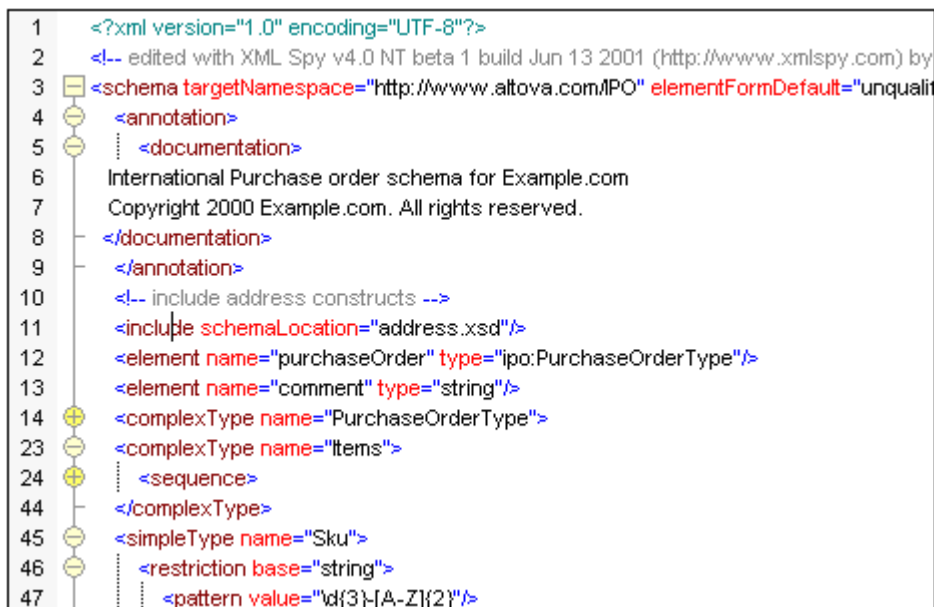 1 <?xml version="1.0" encoding="UTF-8"?>
2 <!-- edited with XML Spy v4.0 NT beta 1 build Jun 13 2001 (http://www.xmlspy.com) by
3 <schema targetNamespace="http://www.altova.com/IPO" elementFormDefault="unqualif
4 <annotation>
5 <documentation>
6 International Purchase order schema for Example.com
7 Copyright 2000 Example.com. All rights reserved.
8 </documentation>
9 </annotation>
10 <!-- include address constructs -->
11 <include schemaLocation="address.xsd"/>
12 <element name="purchaseOrder" type="ipo:PurchaseOrderType"/>
13 <element name="comment" type="string"/>
14 <complexType name="PurchaseOrderType">
23 <complexType name="Items">
24 <sequence>
44 </complexType>
45 <simpleType name="Sku">
46 <restriction base="string">
47 <pattern value="\d{3}-[A-Z]{2}"/>